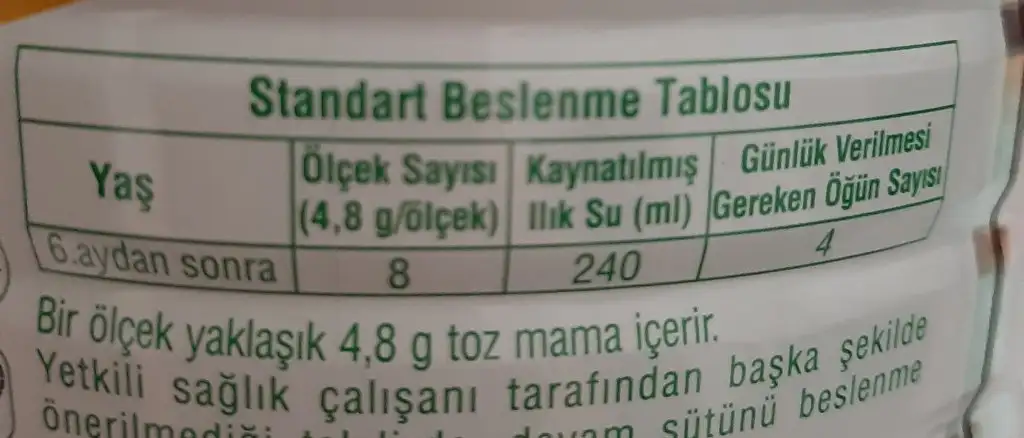 Standart Beslenme Tablosu
Yaş
Ölçek Sayısı
(4,8 g/ölçek)
Kaynatılmış
Ilık Su (ml)
Günlük Verilmesi
Gereken Öğün Sayısı
6.aydan sonra 8 240 4
Bir ölçek yaklaşık 4,8 g toz mama içerir.
Yetkili sağlık çalışanı tarafından başka şekilde
sütünü beslenme